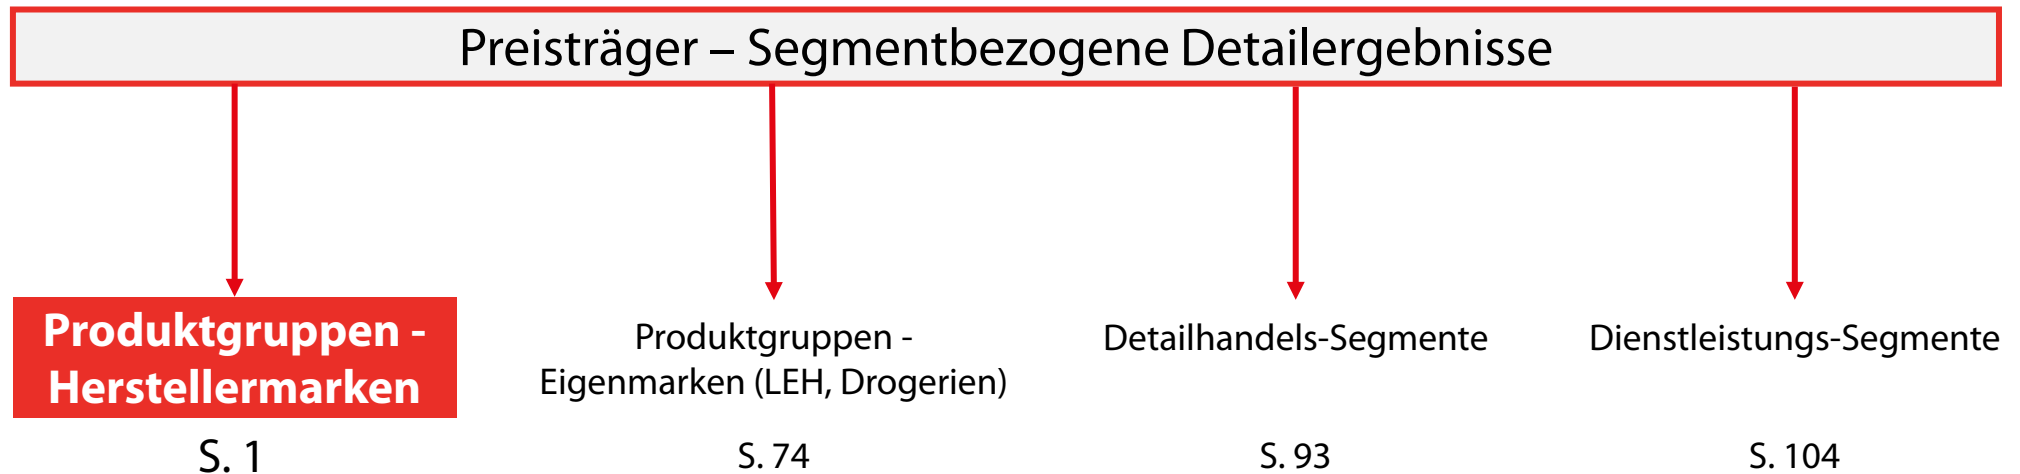 Preisträger – Segmentbezogene Detailergebnisse
Produktgruppen -
Herstellermarken
S. 1
Produktgruppen -
Eigenmarken (LEH, Drogerien)
S. 74
Detailhandels-Segmente
S. 93
Dienstleistungs-Segmente
S. 104